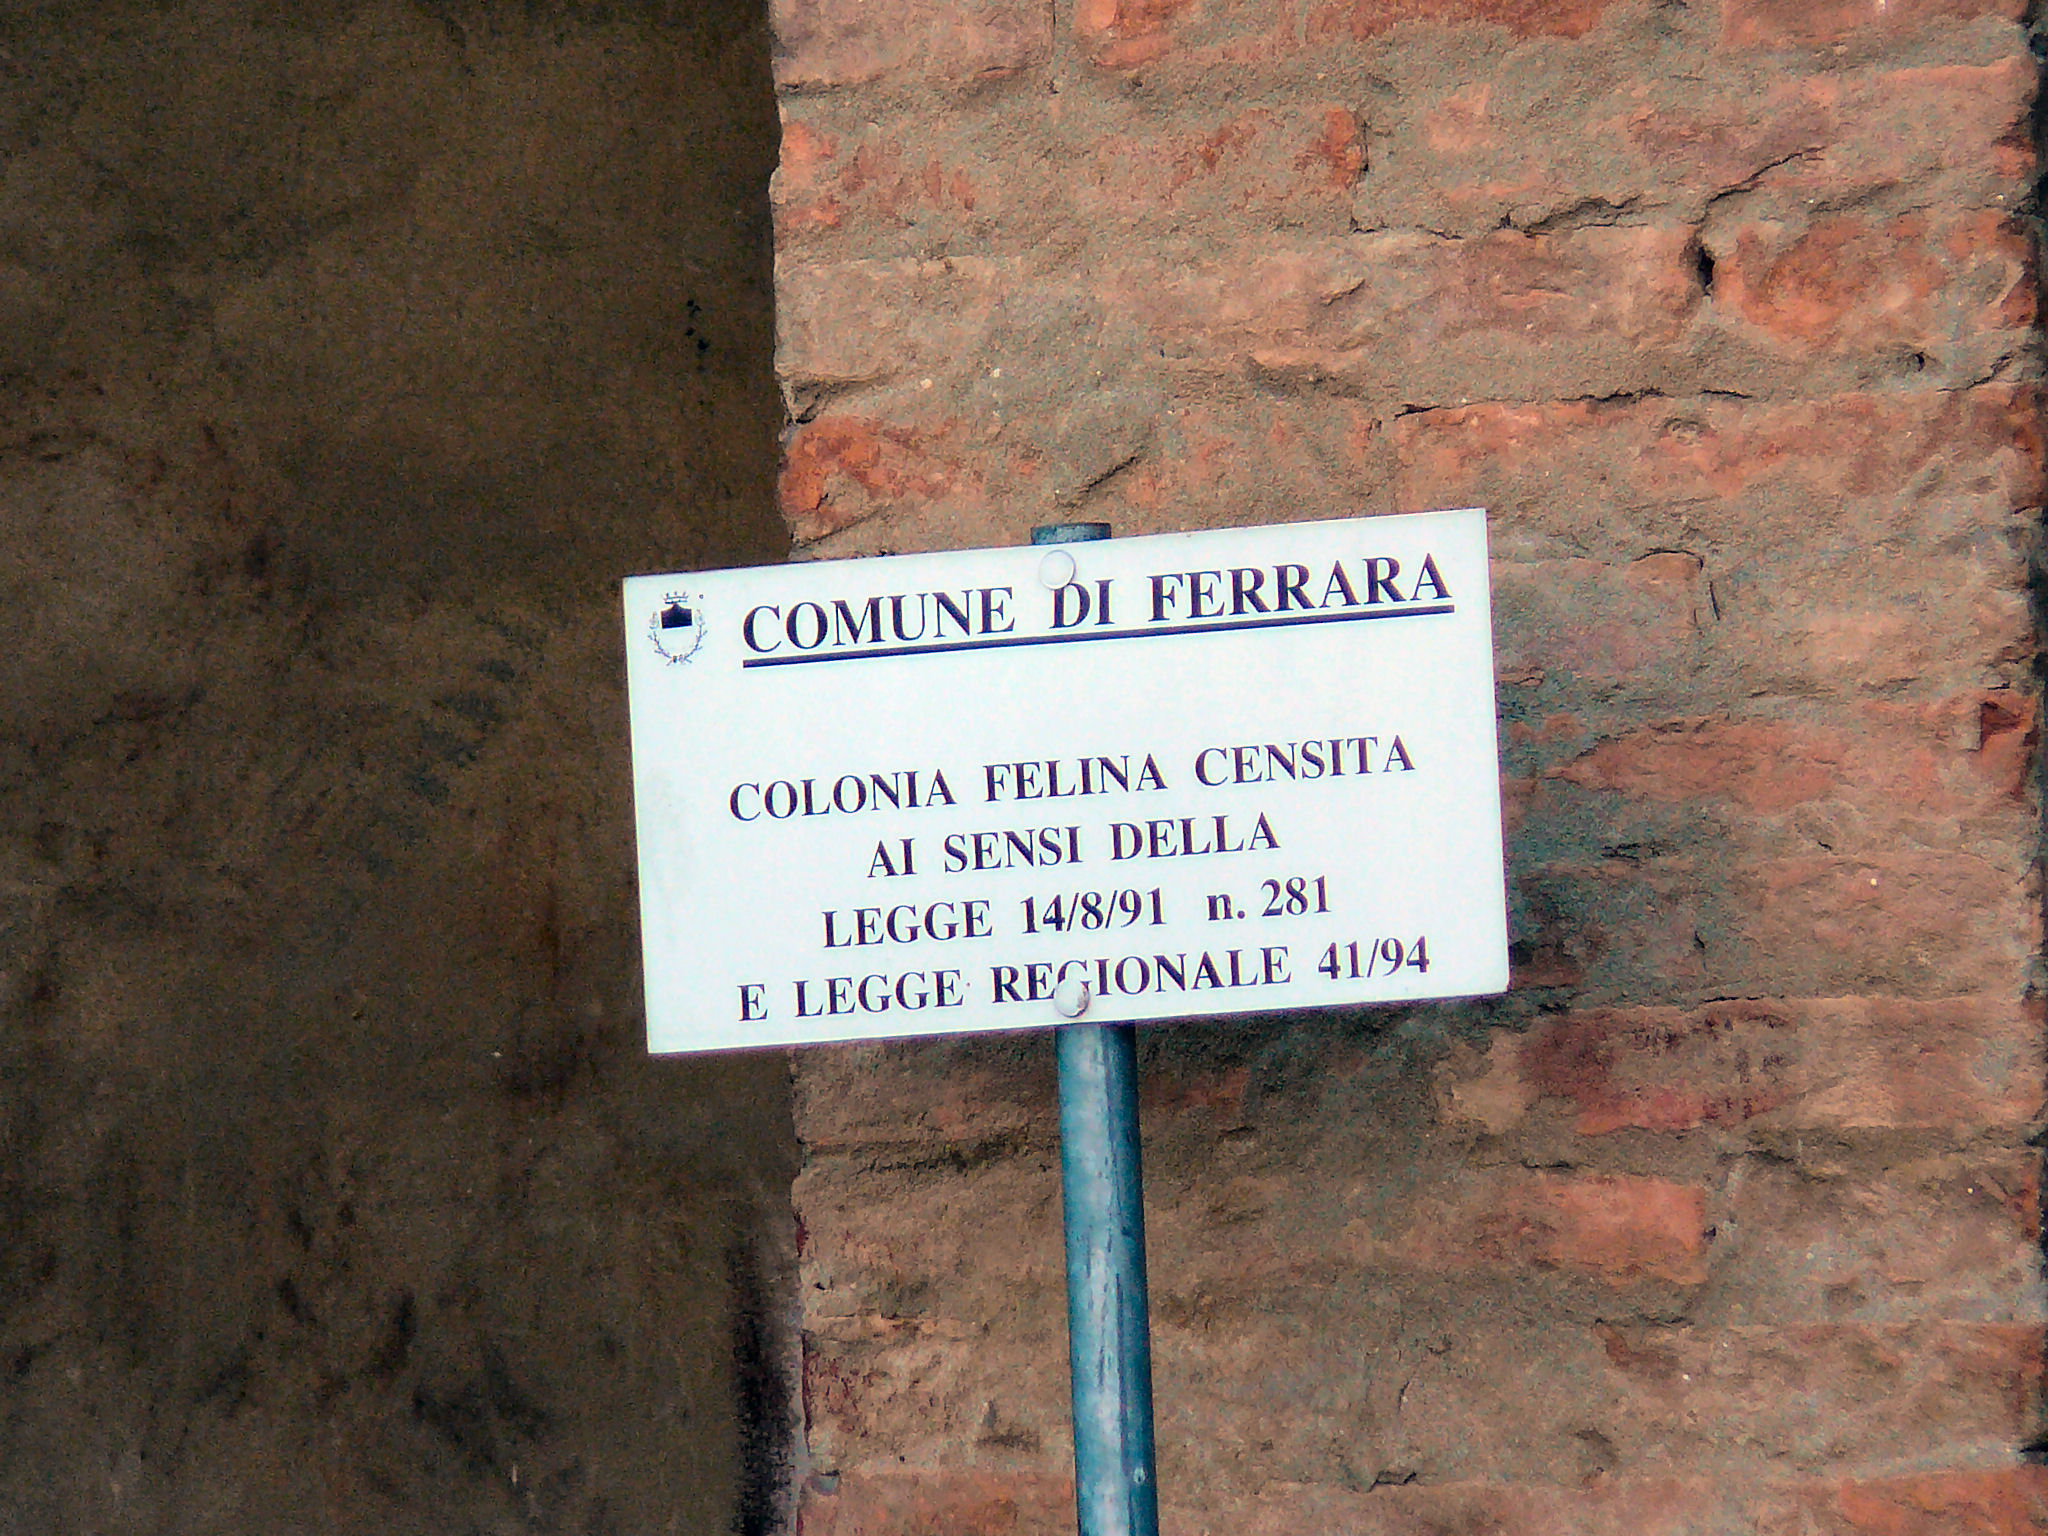 COMUNE DI FERRARA
COLONIA FELINA CENSITA
AI SENSI DELLA
LEGGE 14/8/91 n. 281
E LEGGE REGIONALE 41/94